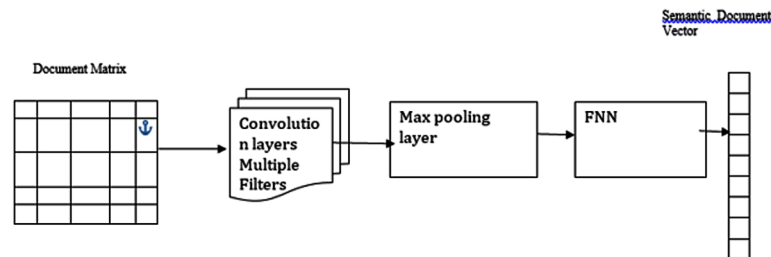 Semantic Document
Vector
Document Matrix
Convolutio
n layers
Multiple
Filters
Max pooling
layer
FNN